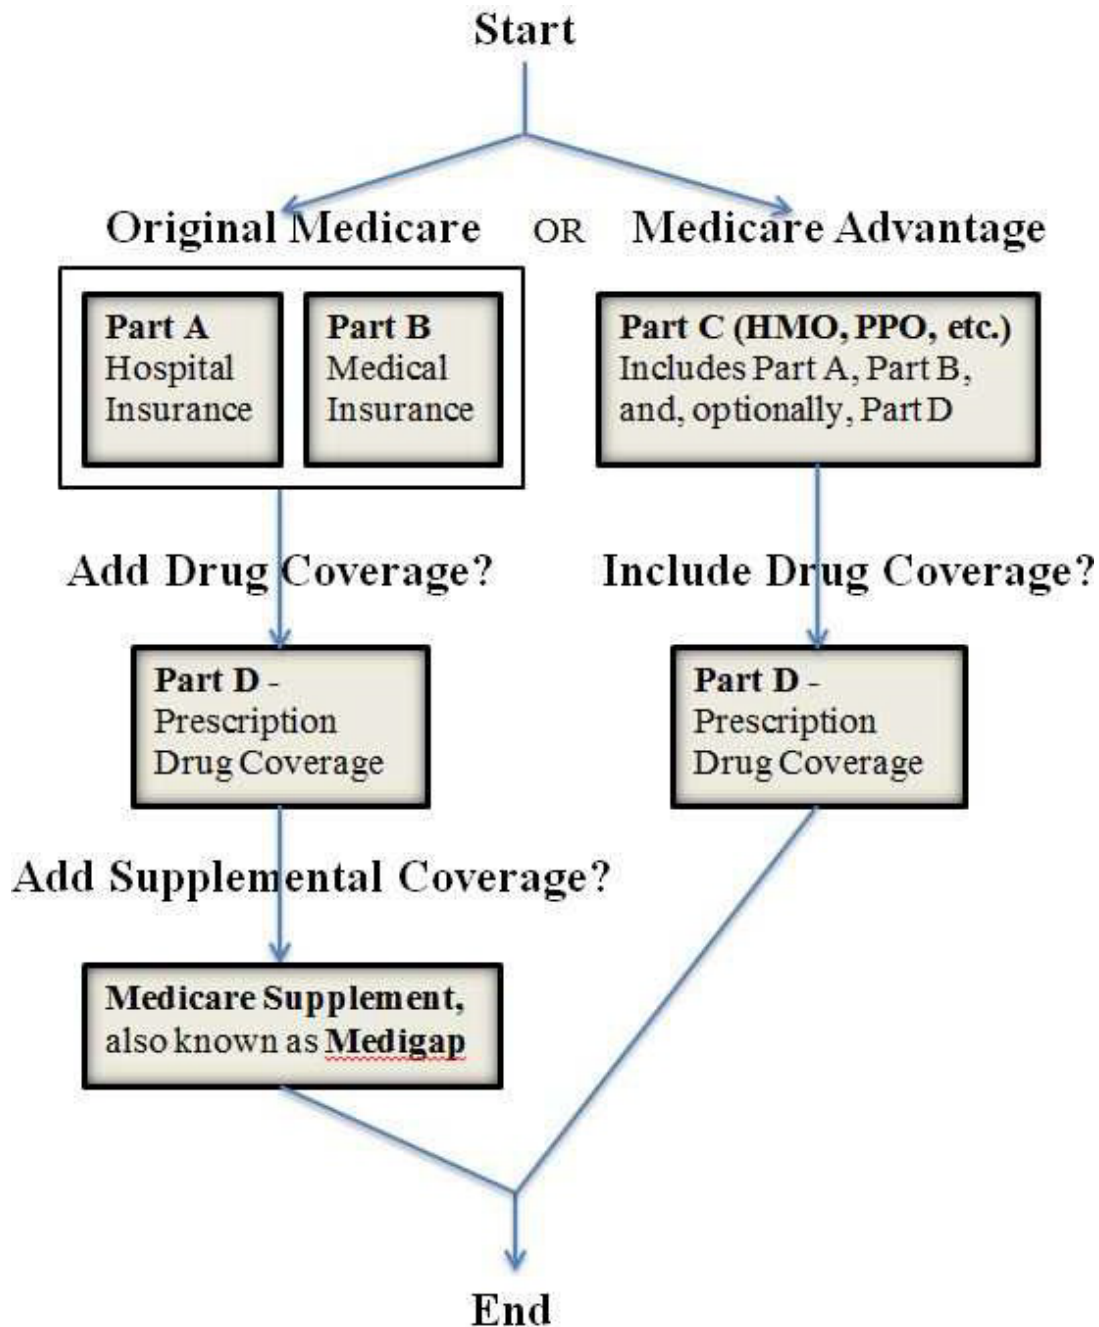 Start
Original Medicare OR Medicare Advantage
Part A
Hospital
Insurance
Part B
Medical
Insurance
Part C (HMO, PPO, etc.)
Includes Part A, Part B,
and, optionally, Part D
Add Drug Coverage?
Include Drug Coverage?
Part D -
Prescription
Drug Coverage
Part D -
Prescription
Drug Coverage
Add Supplemental Coverage?
Medicare Supplement,
also known as Medigap
End